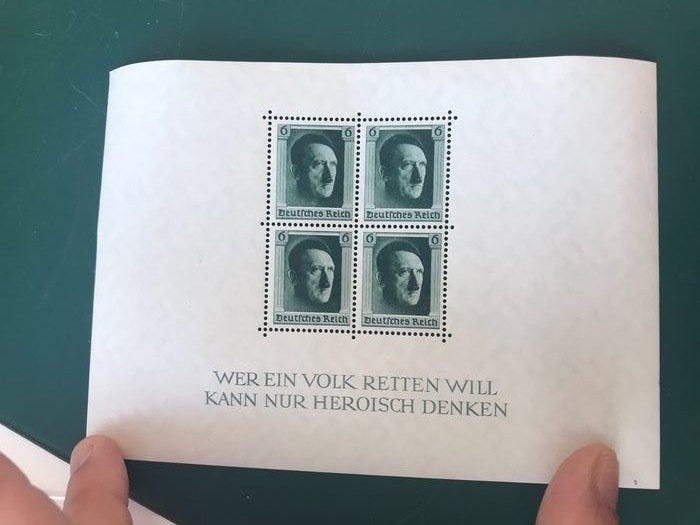 6 6 6 6
Deutsches Reich Deutsches Reich
6 6 6 6
Deutsches Reich Deutsches Reich
WER EIN VOLK RETTEN WILL
KANN NUR HEROISCH DENKEN